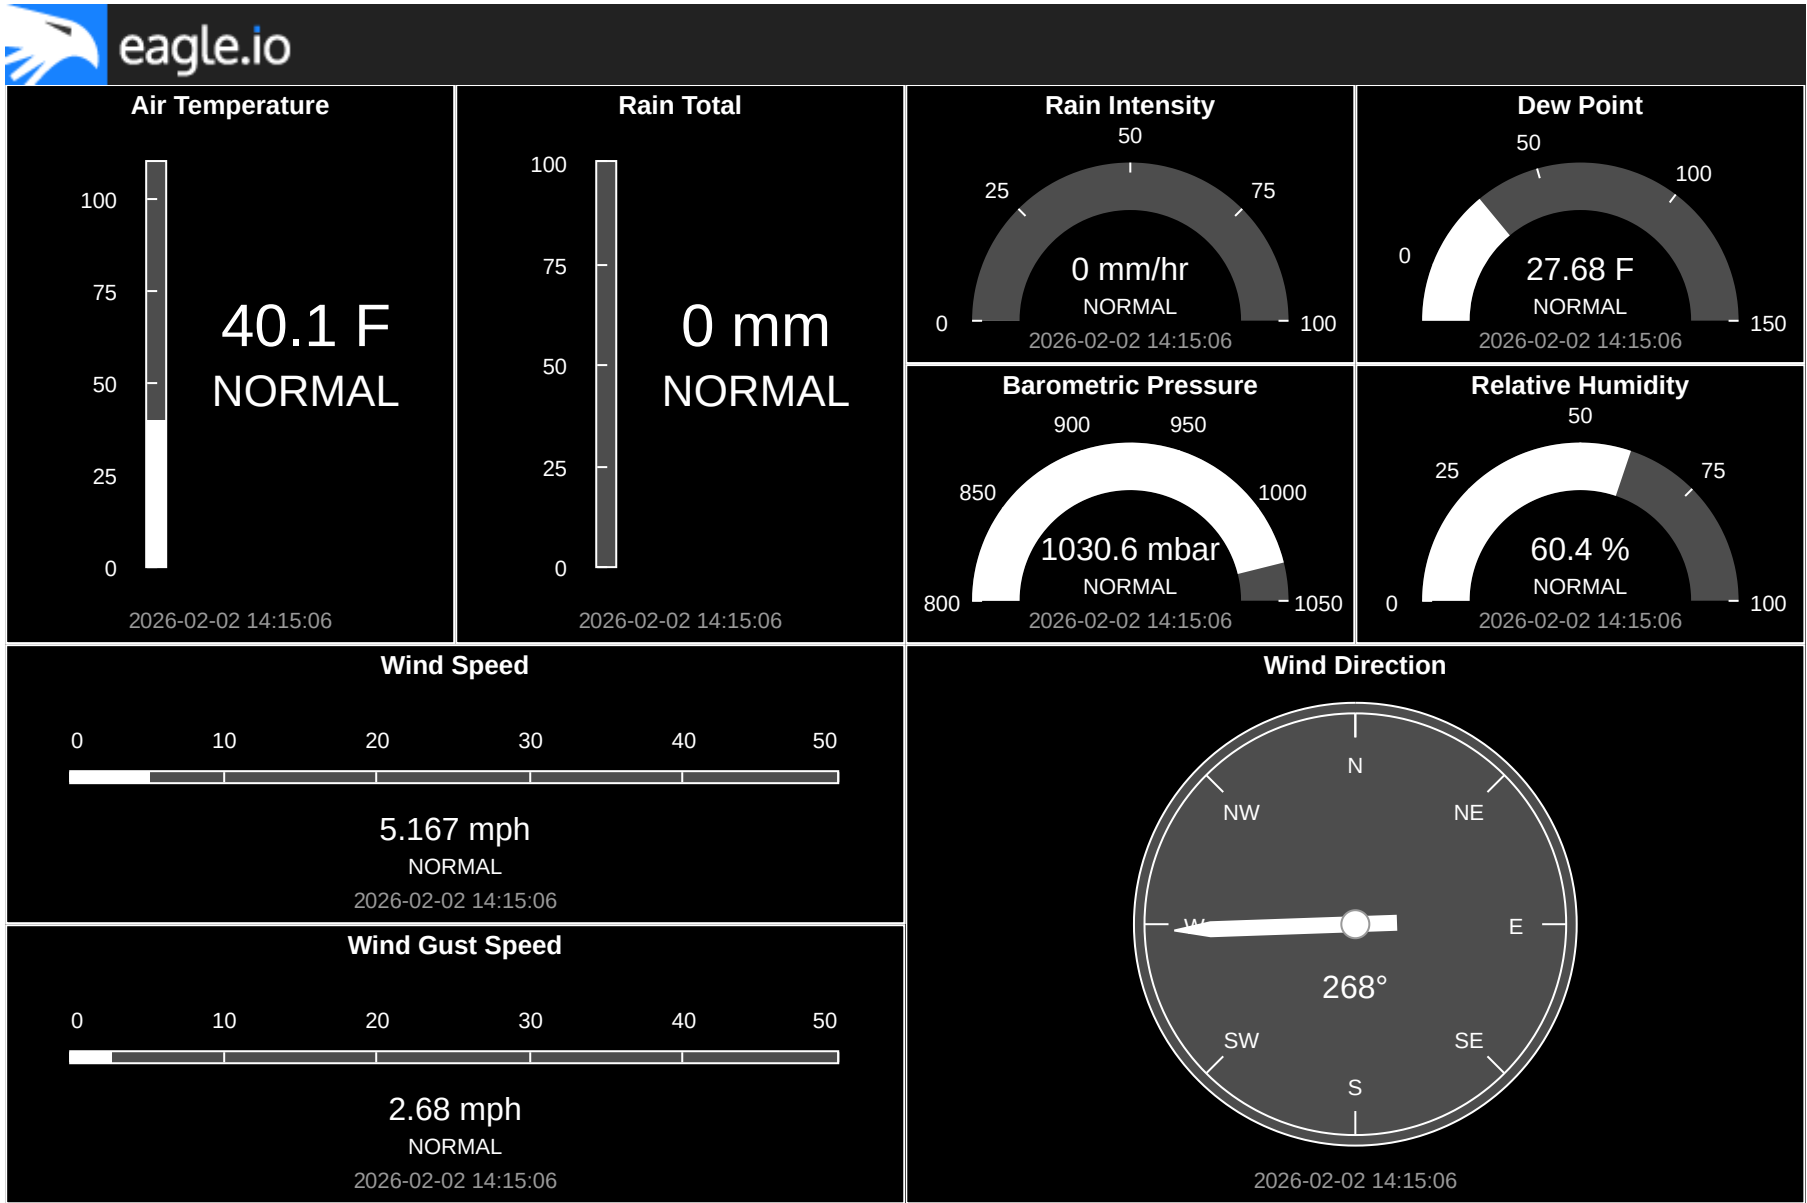 eagle.io
Air Temperature
100
75
50
25
0
40.1 F
NORMAL
2026-02-02 14:15:06
Rain Total
100
75
50
25
0
0 mm
NORMAL
2026-02-02 14:15:06
Rain Intensity
0
25
50
75
100
0 mm/hr
NORMAL
2026-02-02 14:15:06
Dew Point
0
50
100
150
27.68 F
NORMAL
2026-02-02 14:15:06
Barometric Pressure
800
850
900
950
1000
1050
1030.6 mbar
NORMAL
2026-02-02 14:15:06
Relative Humidity
0
25
50
75
100
60.4 %
NORMAL
2026-02-02 14:15:06
Wind Speed
0 10 20 30 40 50
5.167 mph
NORMAL
2026-02-02 14:15:06
Wind Gust Speed
0 10 20 30 40 50
2.68 mph
NORMAL
2026-02-02 14:15:06
Wind Direction
N
NW NE
W E
268°
SW SE
S
2026-02-02 14:15:06